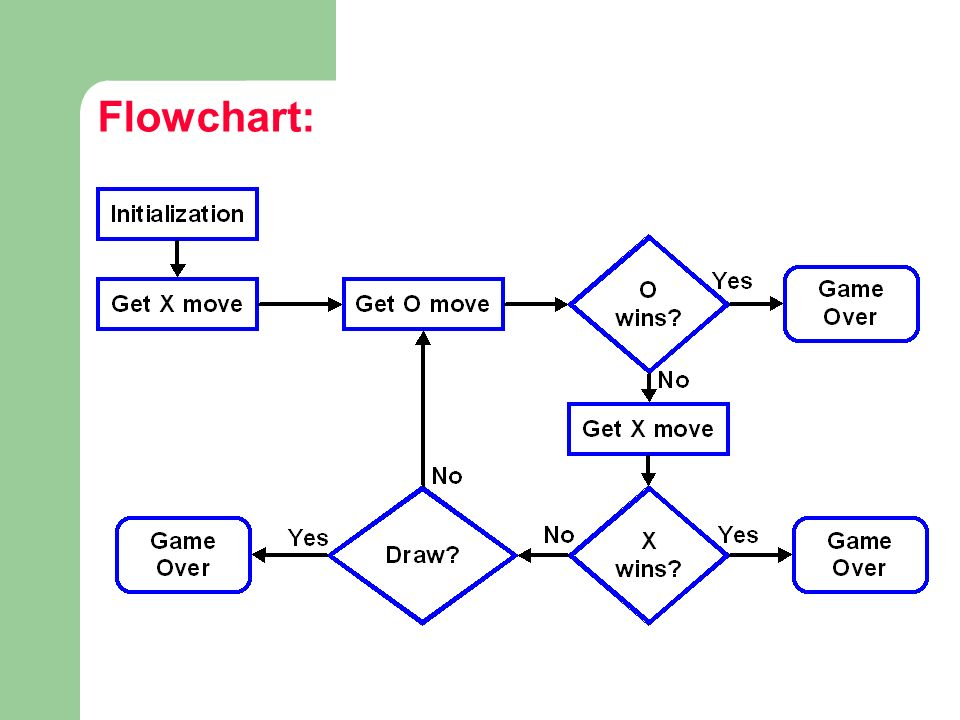 Flowchart:
Initialization
Get X move
Get O move
O
wins?
Yes
Game
Over
No
Get X move
X
wins?
Yes
Game
Over
No
Draw?
No
Yes
Game
Over